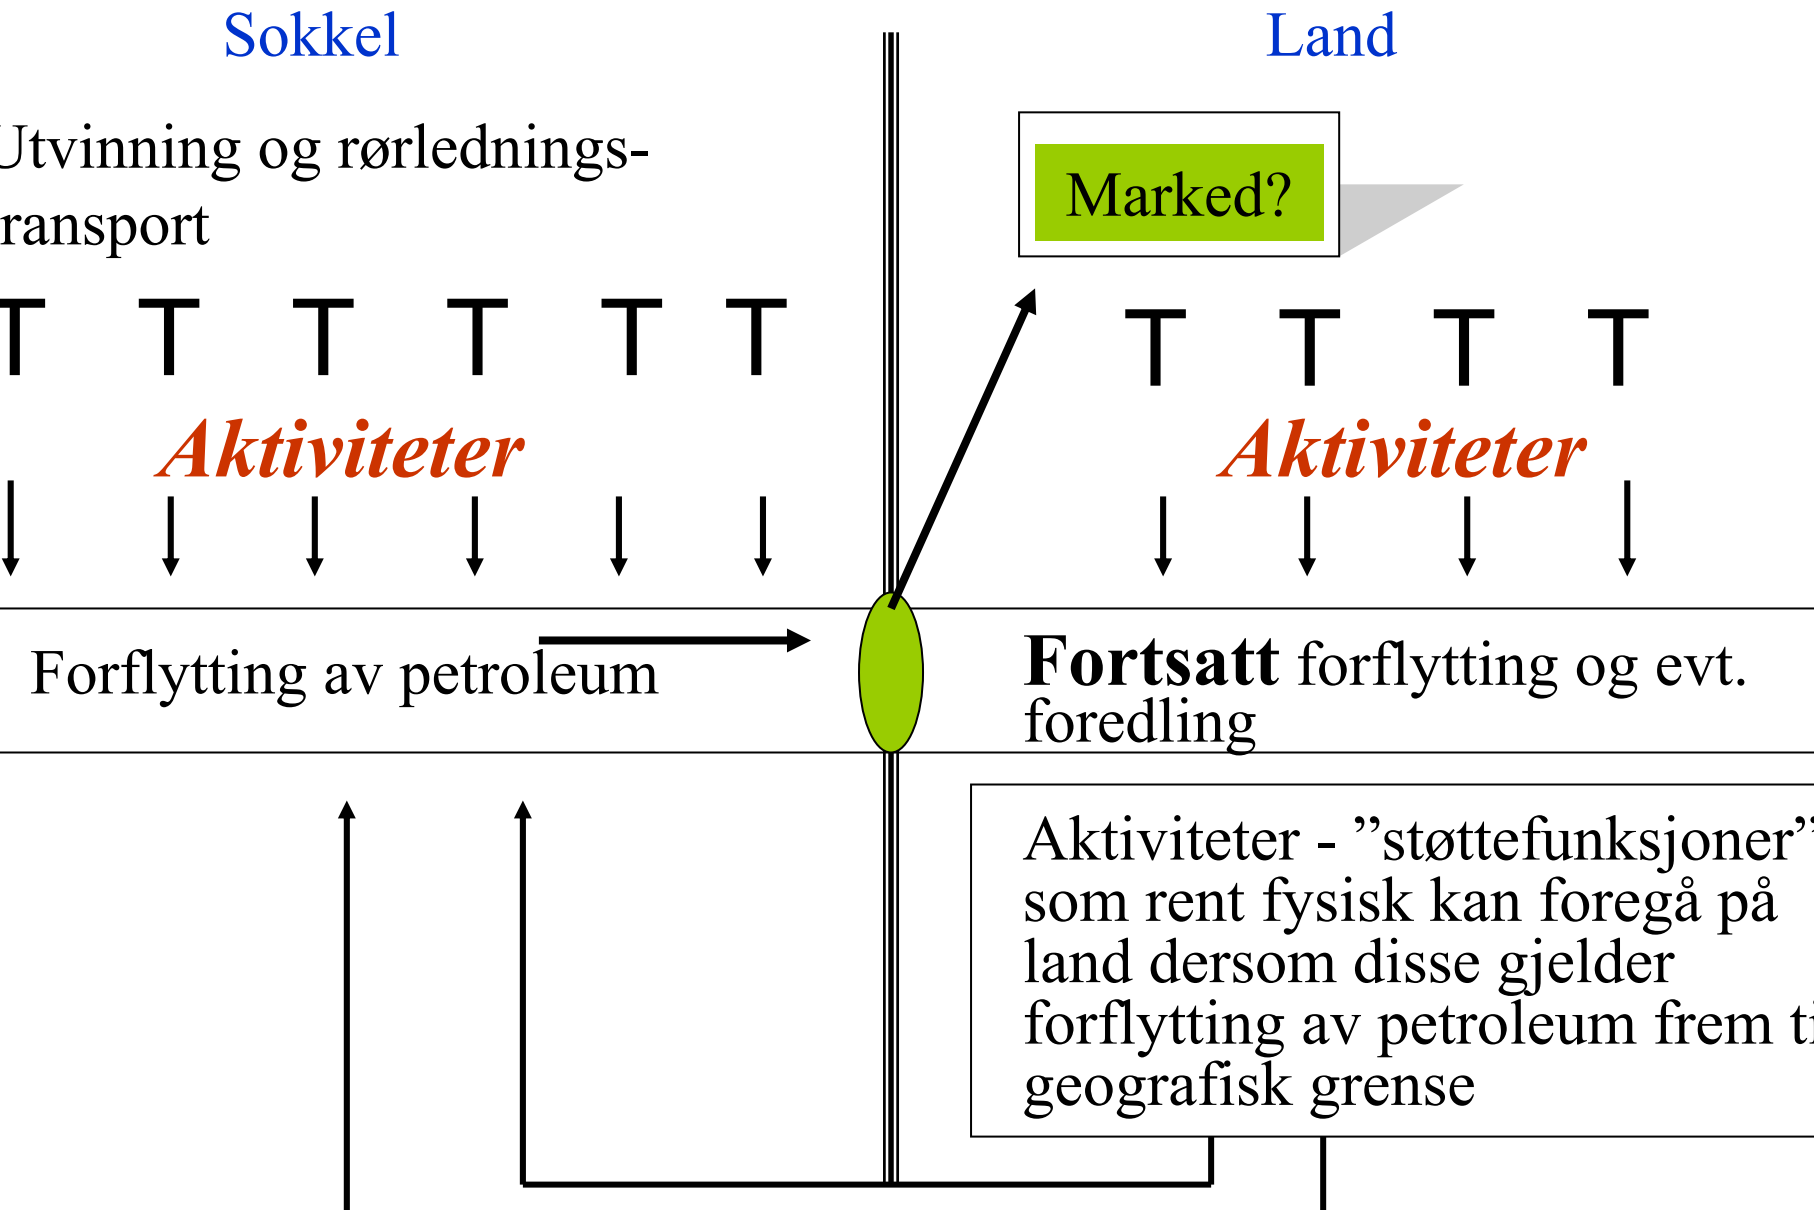 Sokkel
Land
Utvinning og rørlednings-
ransport
Marked?
T T T T T T
T T T T
Aktiviteter
Aktiviteter
Forflytting av petroleum
Fortsatt forflytting og evt.
foredling
Aktiviteter - ”støttefunksjoner”
som rent fysisk kan foregå på
land dersom disse gjelder
forflytting av petroleum frem ti
geografisk grense